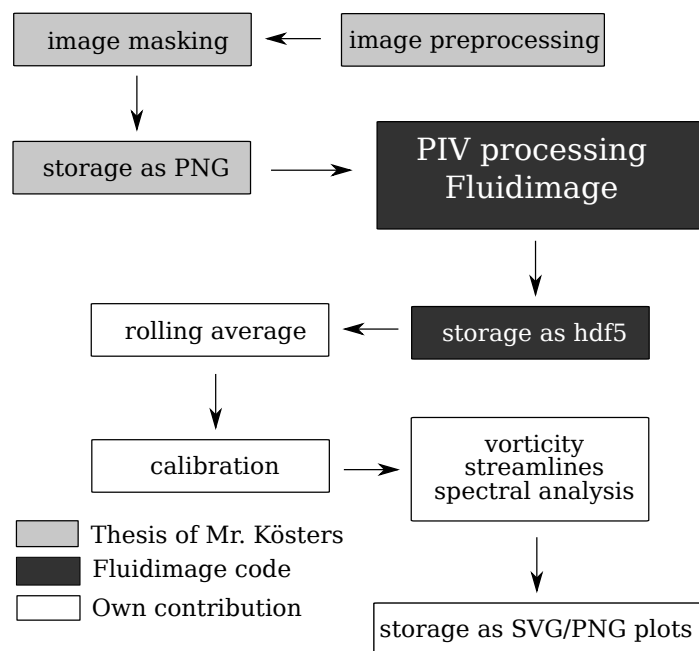 image masking
image preprocessing
storage as PNG
PIV processing
Fluidimage
rolling average
storage as hdf5
calibration
vorticity
streamlines
spectral analysis
Thesis of Mr. Kösters
Fluidimage code
Own contribution
storage as SVG/PNG plots